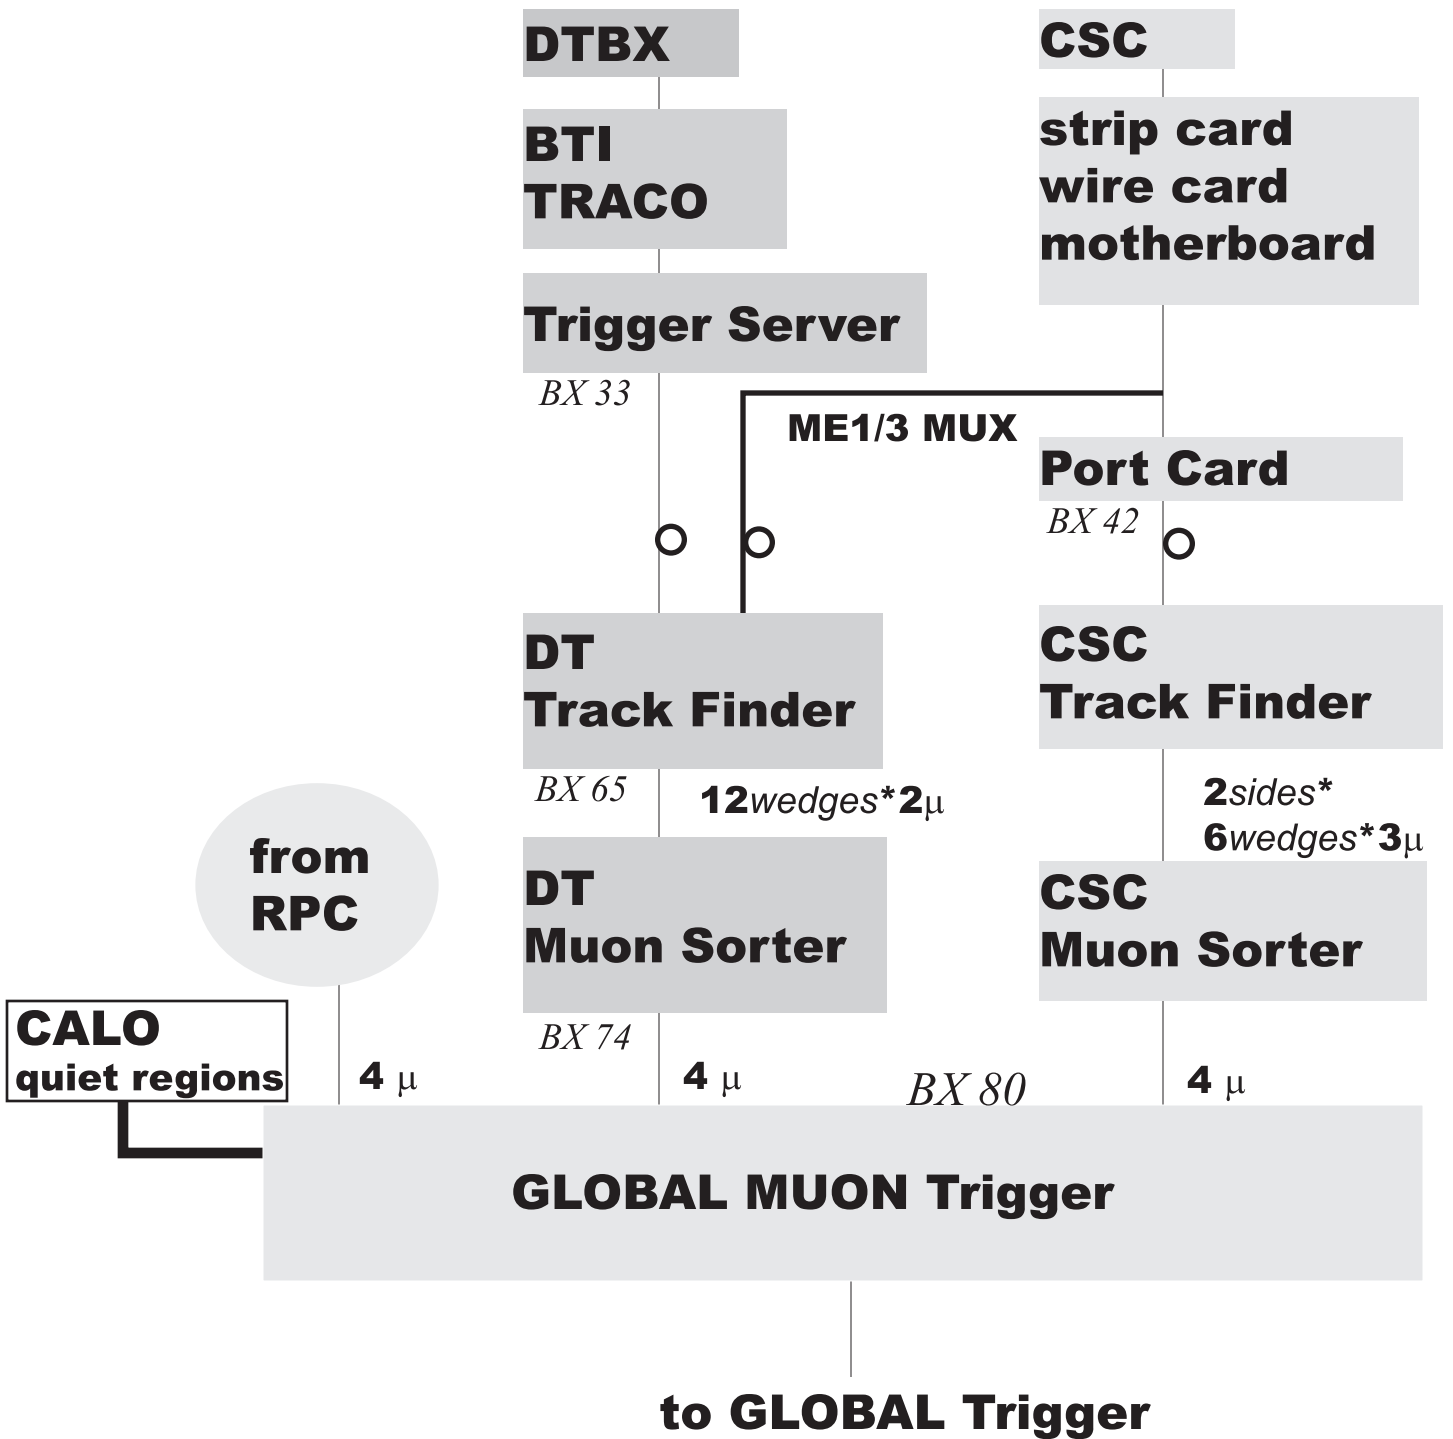 DTBX
CSC
BTI
TRACO
strip card
wire card
motherboard
Trigger Server
BX 33
ME1/3 MUX
Port Card
BX 42
DT
Track Finder
CSC
Track Finder
BX 65
12wedges*2μ
2sides*
6wedges*3μ
from
RPC
DT
Muon Sorter
CSC
Muon Sorter
CALO
quiet regions
BX 74
4 μ
4 μ
BX 80
4 μ
GLOBAL MUON Trigger
to GLOBAL Trigger